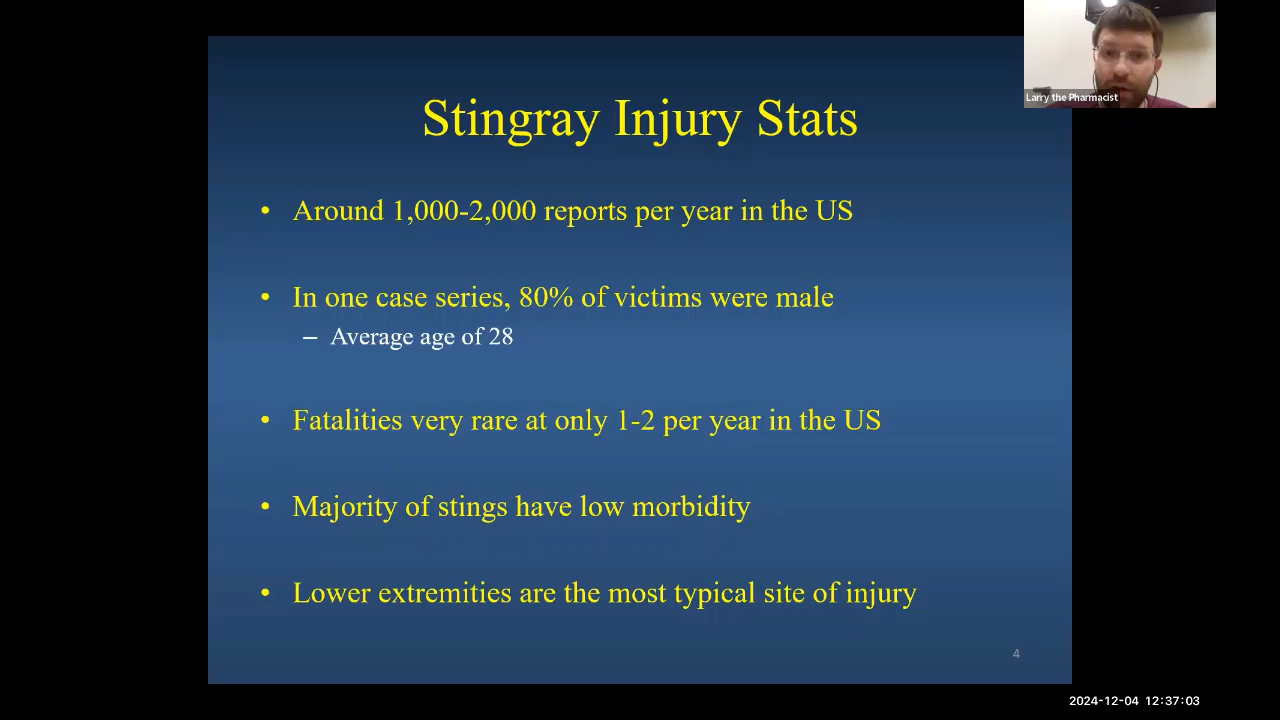 Larry the Pharmacist
Stingray Injury Stats
• Around 1,000-2,000 reports per year in the US
• In one case series, 80% of victims were male
– Average age of 28
• Fatalities very rare at only 1-2 per year in the US
• Majority of stings have low morbidity
• Lower extremities are the most typical site of injury
4
2024-12-04 12:37:03